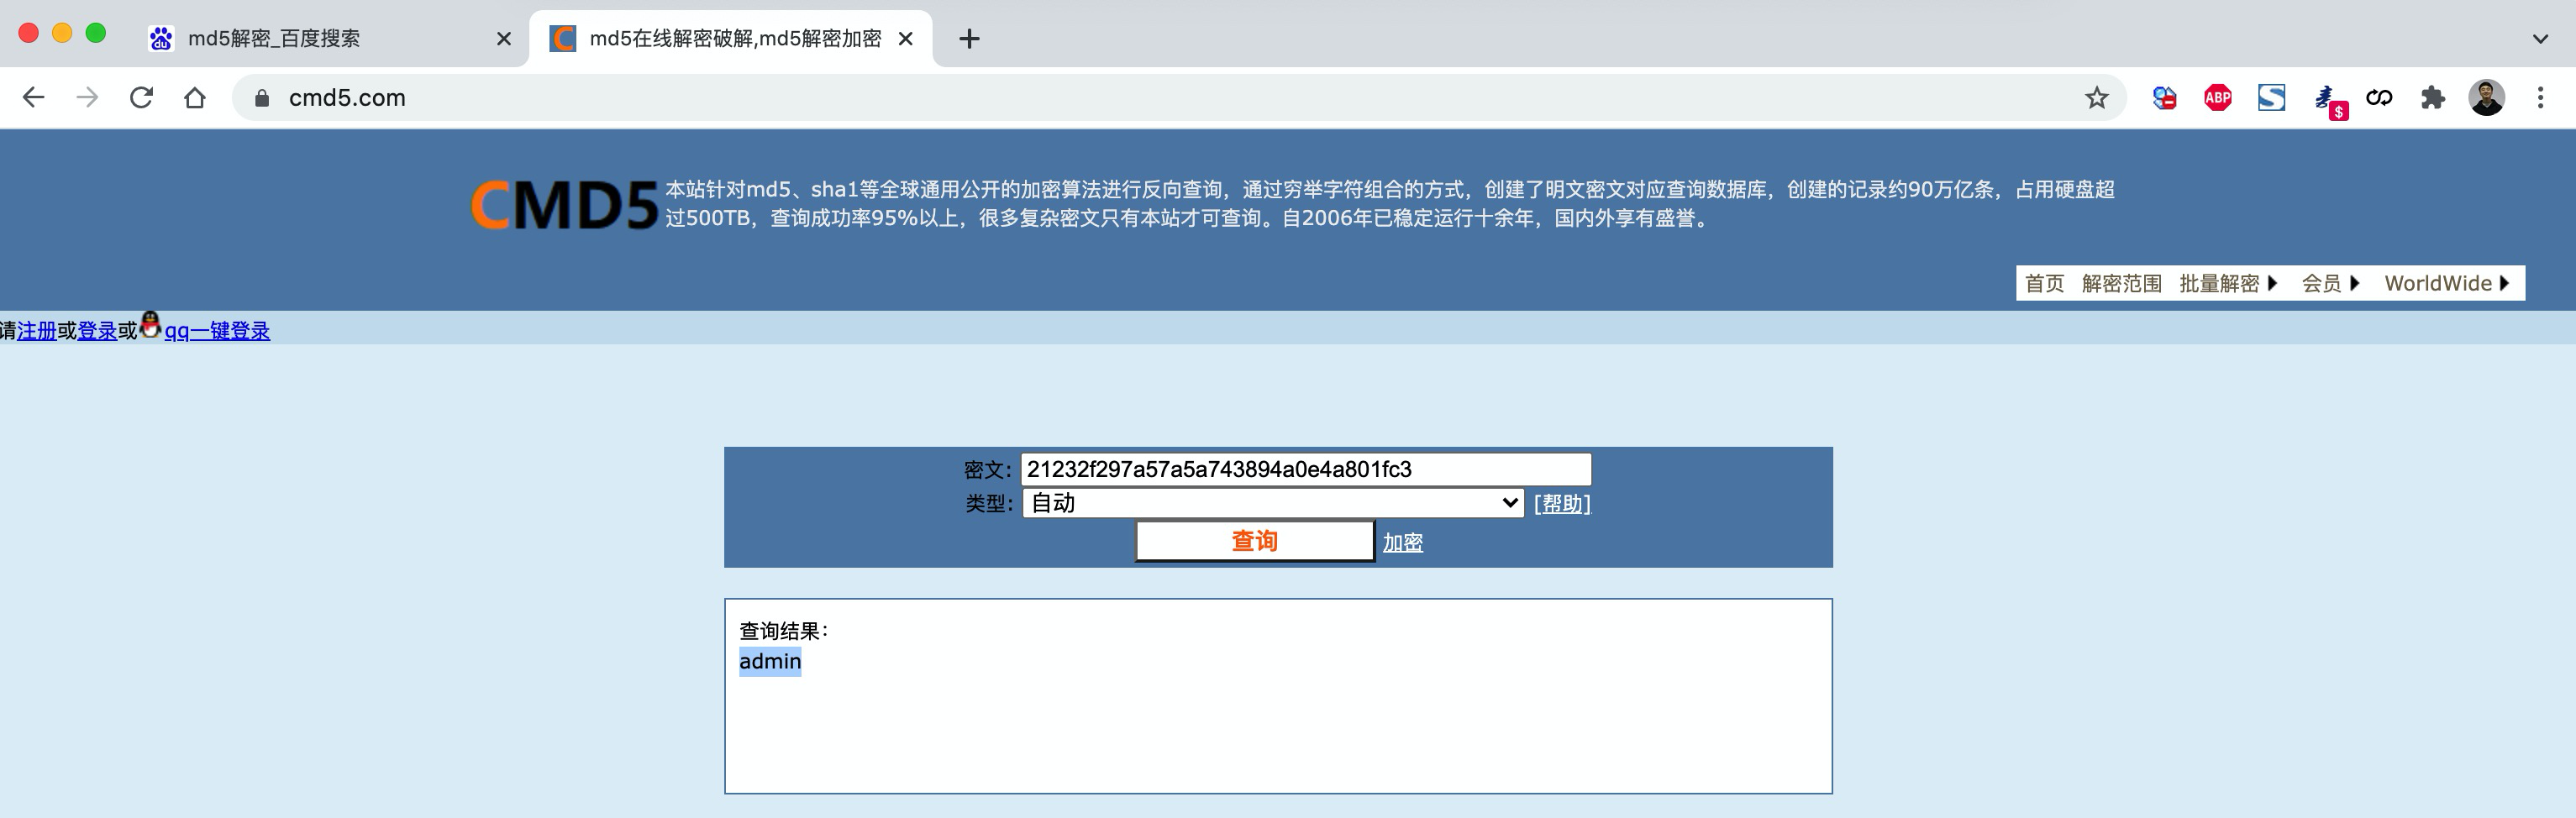 md5解密_百度搜索
md5在线解密破解,md5解密加密
cmd5.com
ABP
$
CMD5
本站针对md5、sha1等全球通用公开的加密算法进行反向查询，通过穷举字符组合的方式，创建了明文密文对应查询数据库，创建的记录约90万亿条，占用硬盘超
过500TB，查询成功率95%以上，很多复杂密文只有本站才可查询。自2006年已稳定运行十余年，国内外享有盛誉。
首页 解密范围 批量解密 会员 WorldWide
请注册或登录或qq一键登录
密文： 21232f297a57a5a743894a0e4a801fc3
类型： 自动 [帮助]
查询 加密
查询结果：
admin